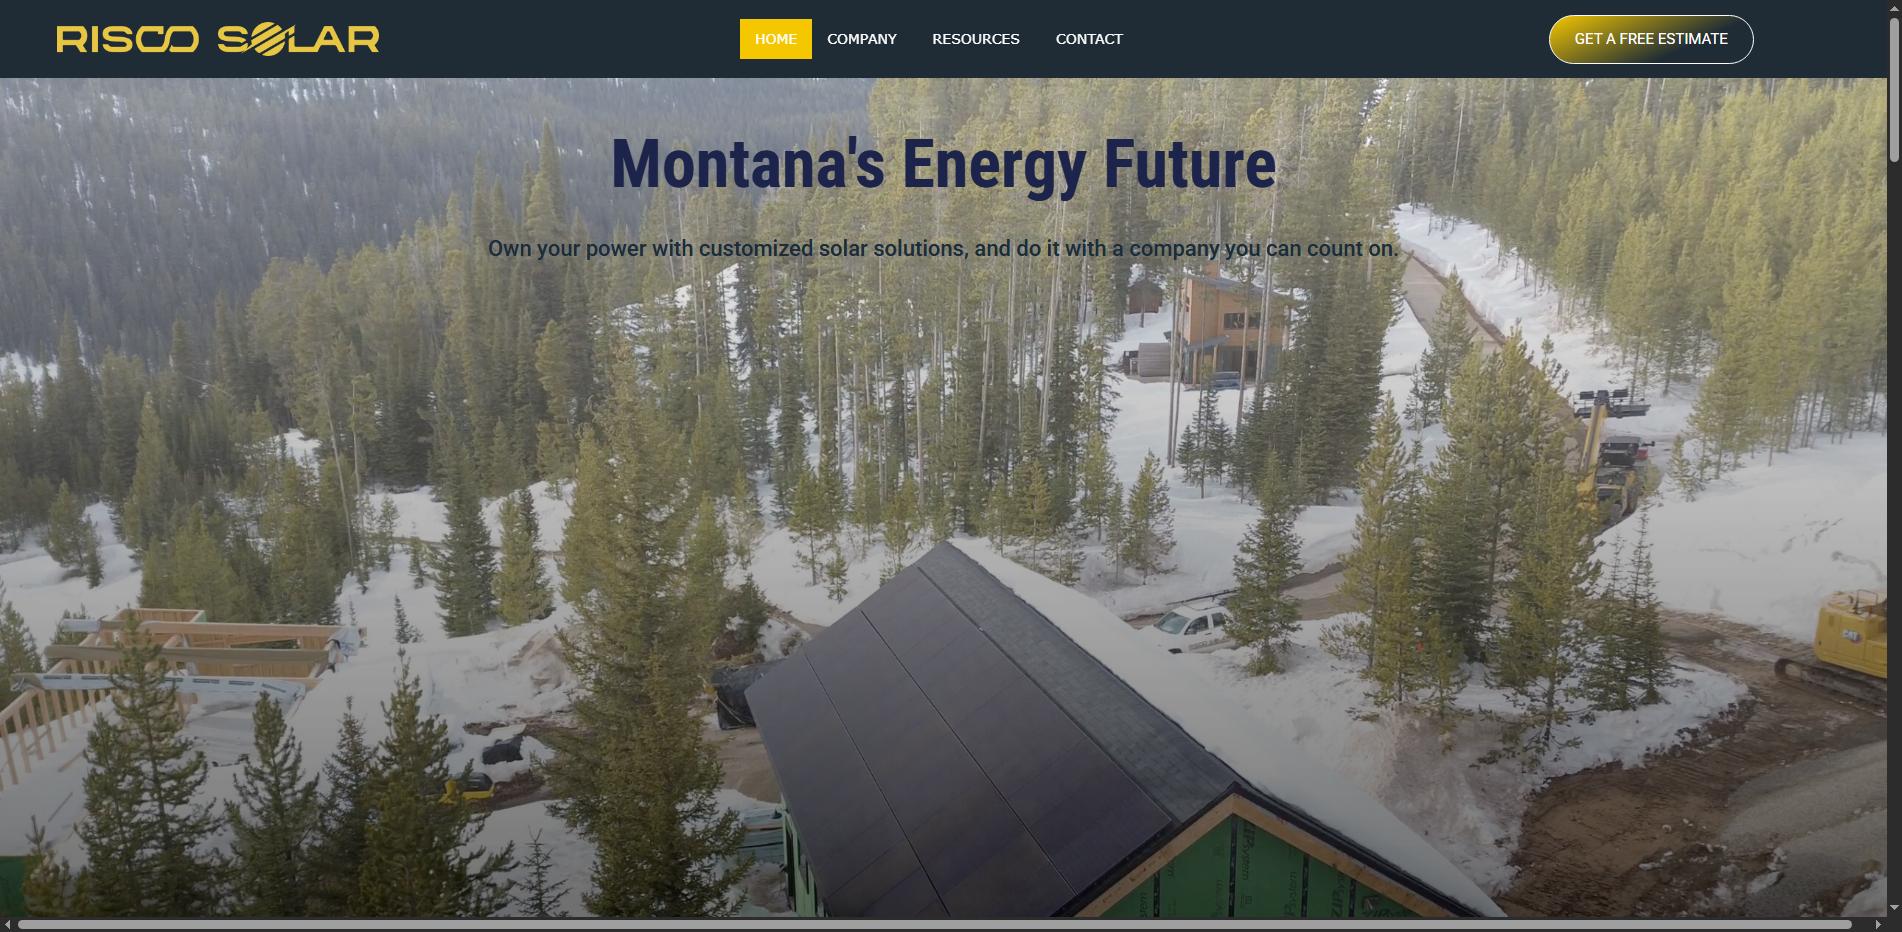 RISCO SOLAR
HOME
COMPANY
RESOURCES
CONTACT
GET A FREE ESTIMATE
Montana's Energy Future
Own your power with customized solar solutions, and do it with a company you can count on.
CAT